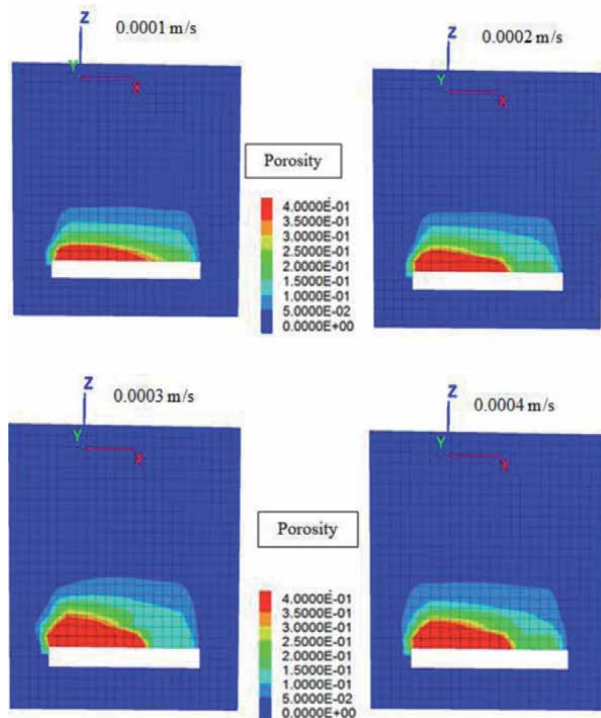 0.0001 m/s
Z
Y
X
0.0002 m/s
Z
Y
X
Porosity
4.0000E-01
3.5000E-01
3.0000E-01
2.5000E-01
2.0000E-01
1.5000E-01
1.0000E-01
5.0000E-02
0.0000E+00
0.0003 m/s
Z
Y
X
0.0004 m/s
Z
Y
X
Porosity
4.0000E-01
3.5000E-01
3.0000E-01
2.5000E-01
2.0000E-01
1.5000E-01
1.0000E-01
5.0000E-02
0.0000E+00